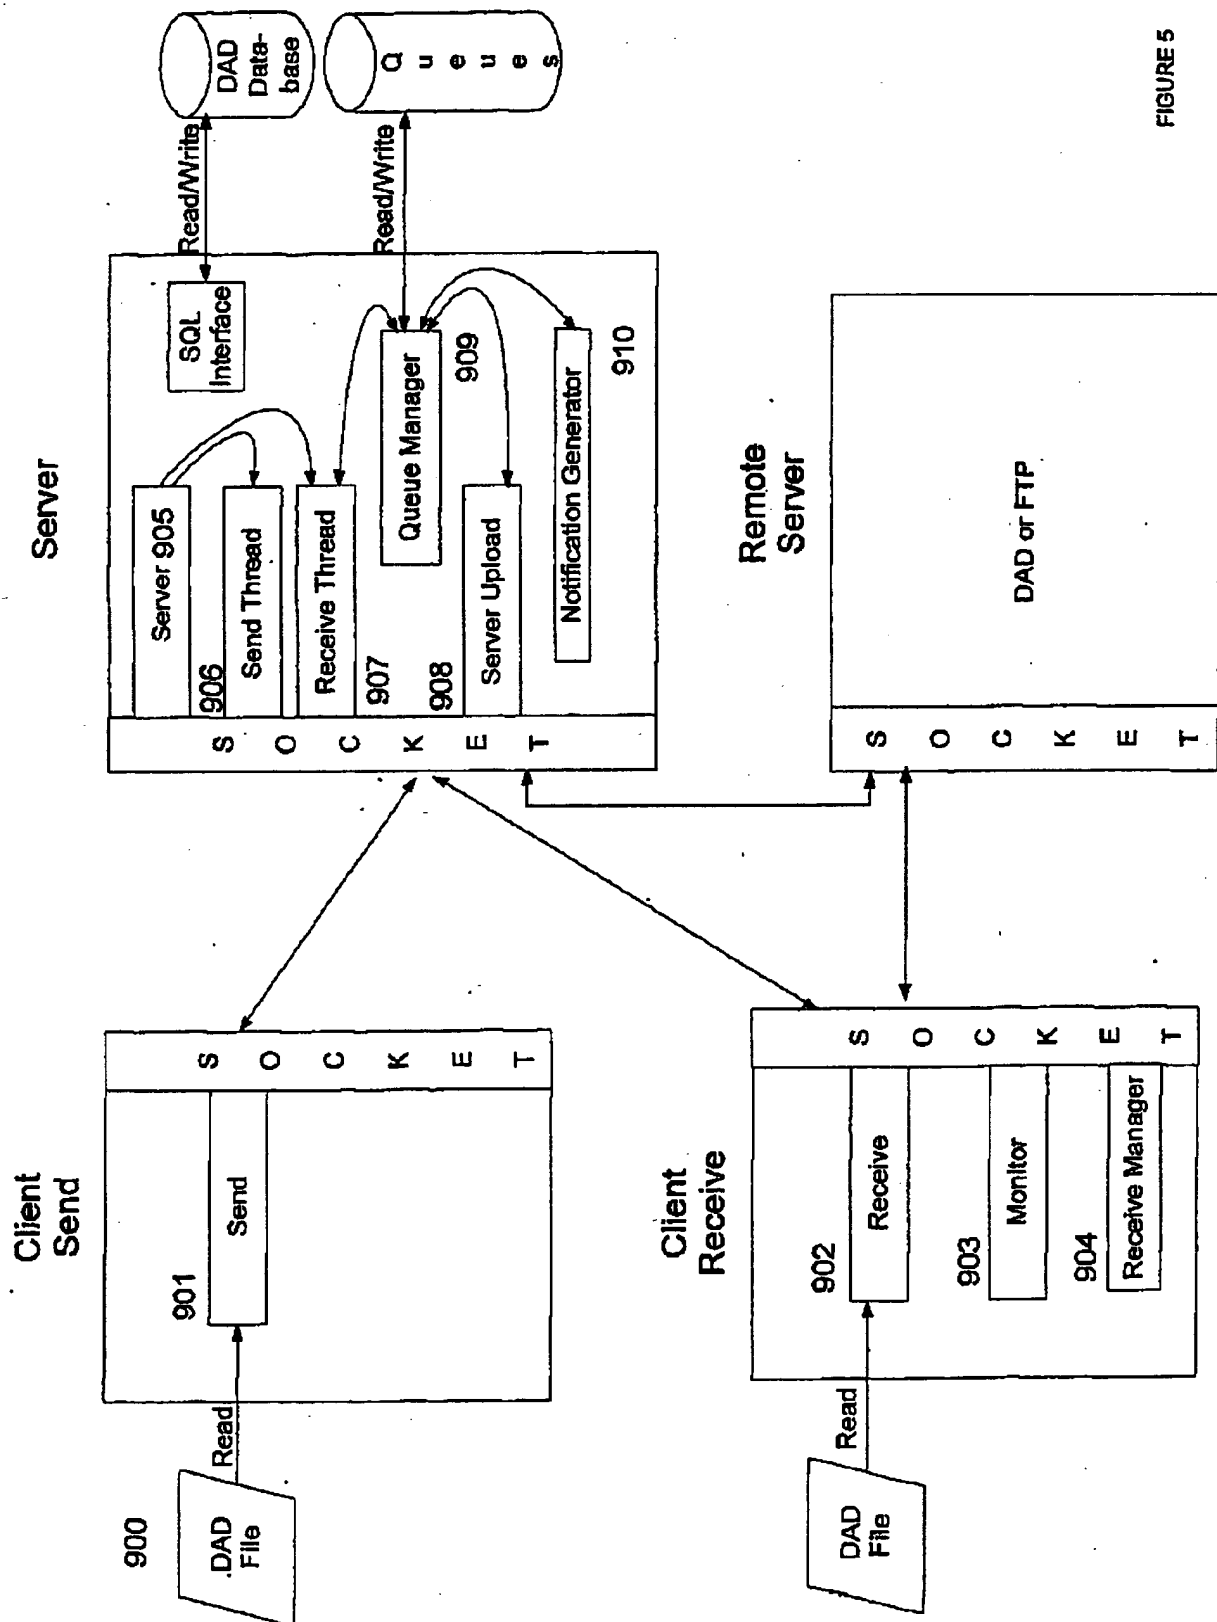 Client
Send
900
.DAD
File
Read
901
Send
S O C K E T
Server
Server 905
906
Send Thread
Receive Thread
907
908
Server Upload
Queue Manager
909
Notification Generator
910
SQL
Interface
S O C K E T
Read/Write
DAD
Data-
base
Read/Write
Queues
Client
Receive
DAD
File
Read
902
Receive
903
Monitor
904
Receive Manager
S O C K E T
Remote
Server
DAD or FTP
S O C K E T
FIGURE 5